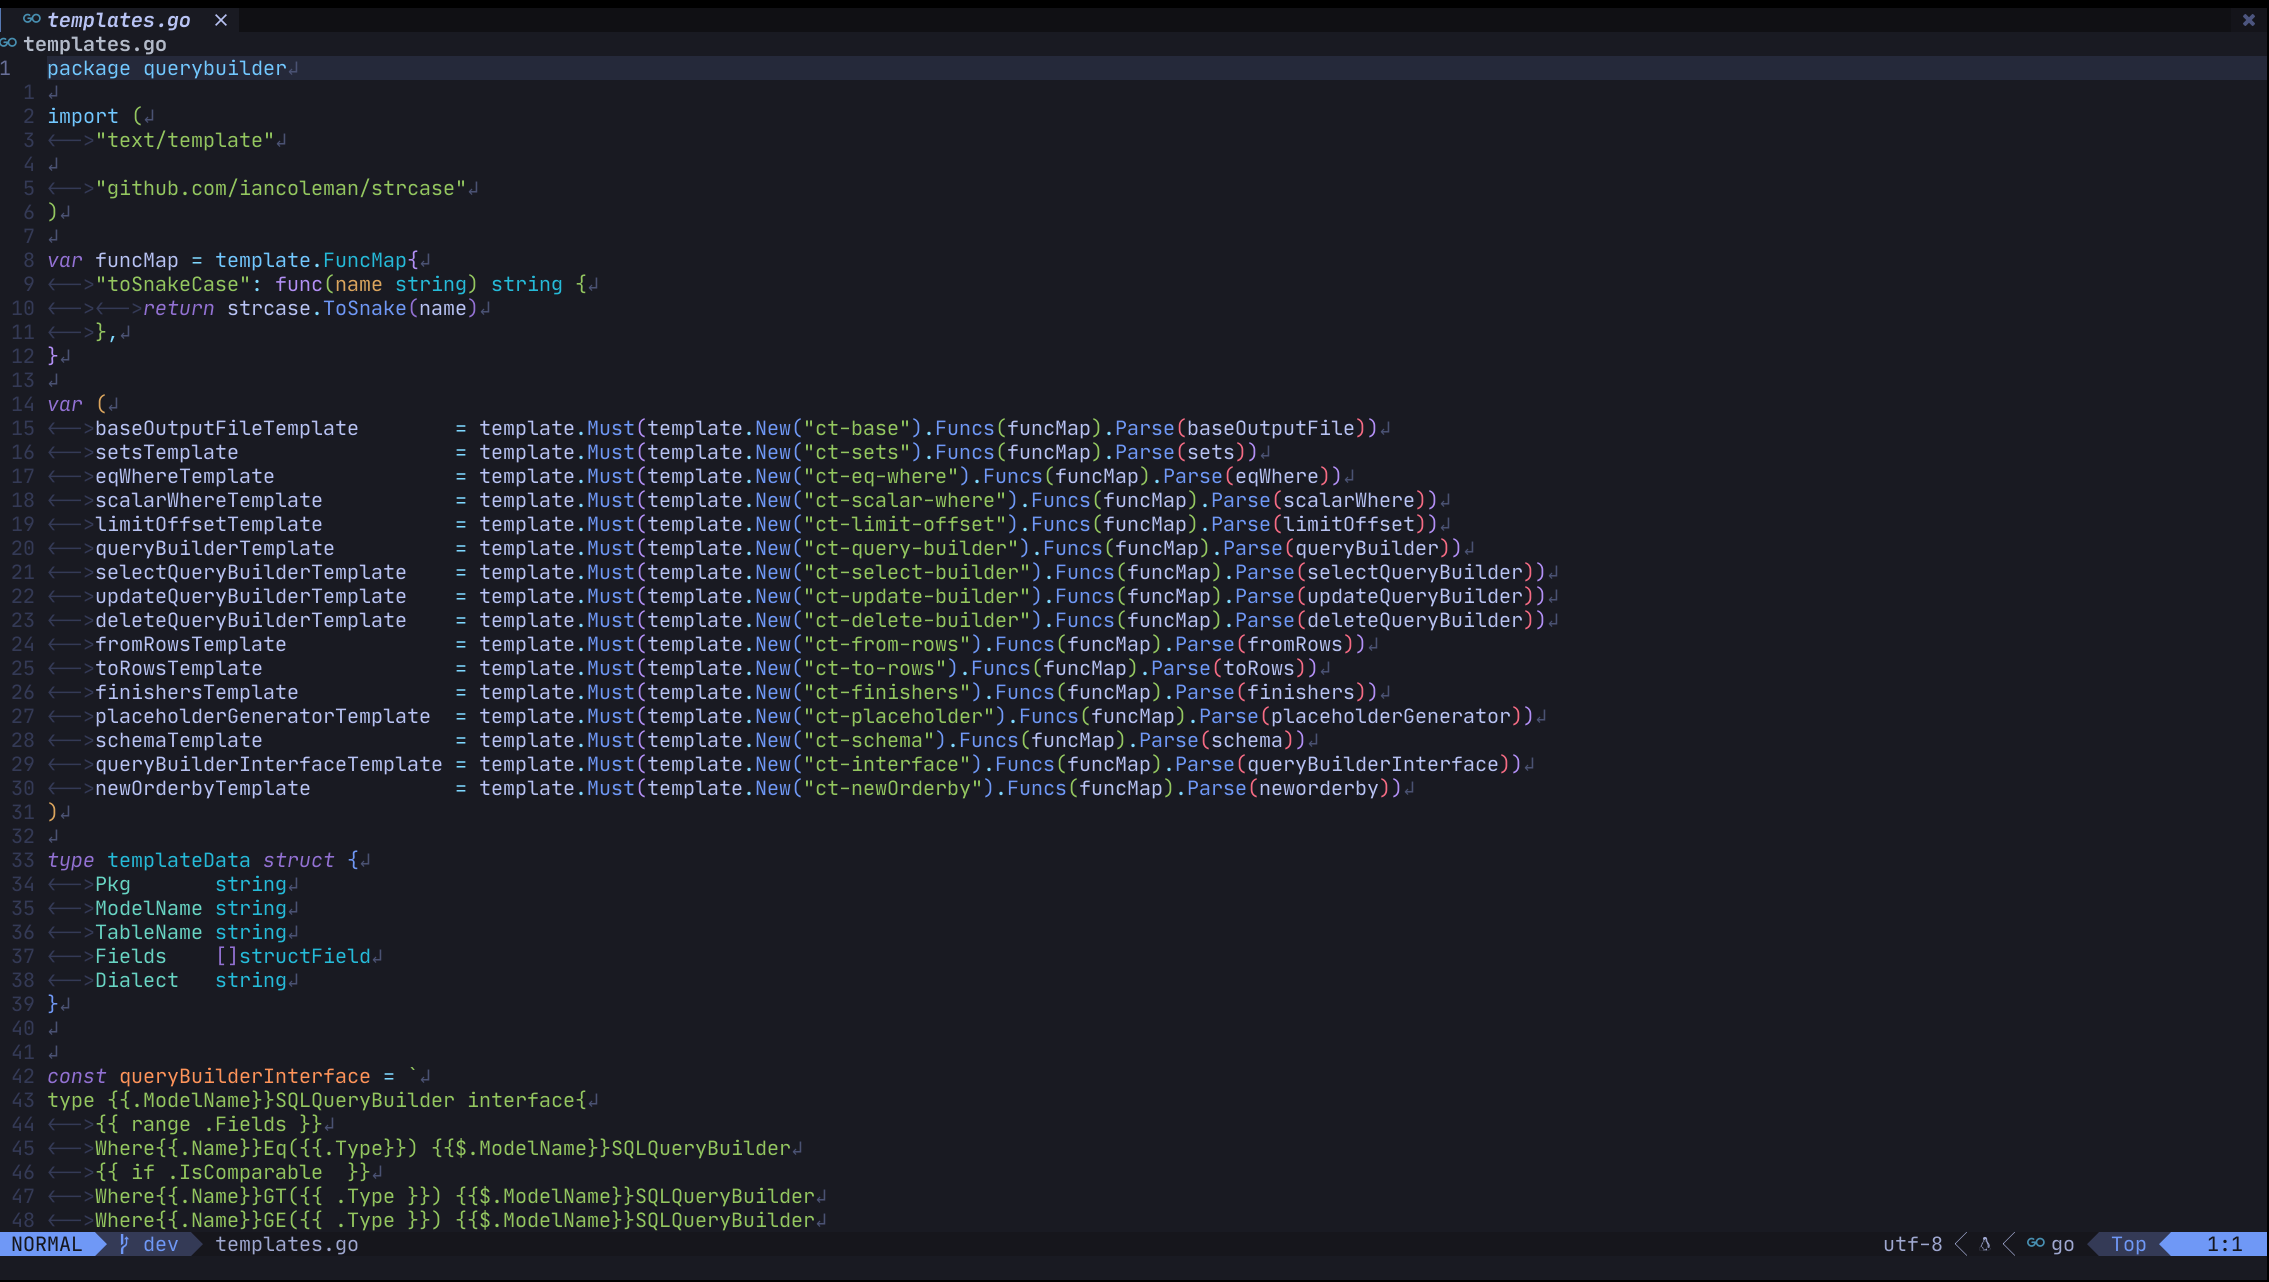 templates.go ×
templates.go
1 package querybuilder
1
2 import (
3 "text/template"
4
5 "github.com/iancoleman/strcase"
6 )
7
8 var funcMap = template.FuncMap{
9 "toSnakeCase": func(name string) string {
10 return strcase.ToSnake(name)
11 },
12 }
13
14 var (
15 baseOutputFileTemplate = template.Must(template.New("ct-base").Funcs(funcMap).Parse(baseOutputFile))
16 setsTemplate = template.Must(template.New("ct-sets").Funcs(funcMap).Parse(sets))
17 eqWhereTemplate = template.Must(template.New("ct-eq-where").Funcs(funcMap).Parse(eqWhere))
18 scalarWhereTemplate = template.Must(template.New("ct-scalar-where").Funcs(funcMap).Parse(scalarWhere))
19 limitOffsetTemplate = template.Must(template.New("ct-limit-offset").Funcs(funcMap).Parse(limitOffset))
20 queryBuilderTemplate = template.Must(template.New("ct-query-builder").Funcs(funcMap).Parse(queryBuilder))
21 selectQueryBuilderTemplate = template.Must(template.New("ct-select-builder").Funcs(funcMap).Parse(selectQueryBuilder))
22 updateQueryBuilderTemplate = template.Must(template.New("ct-update-builder").Funcs(funcMap).Parse(updateQueryBuilder))
23 deleteQueryBuilderTemplate = template.Must(template.New("ct-delete-builder").Funcs(funcMap).Parse(deleteQueryBuilder))
24 fromRowsTemplate = template.Must(template.New("ct-from-rows").Funcs(funcMap).Parse(fromRows))
25 toRowsTemplate = template.Must(template.New("ct-to-rows").Funcs(funcMap).Parse(toRows))
26 finishersTemplate = template.Must(template.New("ct-finishers").Funcs(funcMap).Parse(finishers))
27 placeholderGeneratorTemplate = template.Must(template.New("ct-placeholder").Funcs(funcMap).Parse(placeholderGenerator))
28 schemaTemplate = template.Must(template.New("ct-schema").Funcs(funcMap).Parse(schema))
29 queryBuilderInterfaceTemplate = template.Must(template.New("ct-interface").Funcs(funcMap).Parse(queryBuilderInterface))
30 newOrderbyTemplate = template.Must(template.New("ct-newOrderby").Funcs(funcMap).Parse(neworderby))
31 )
32
33 type templateData struct {
34 Pkg string
35 ModelName string
36 TableName string
37 Fields []structField
38 Dialect string
39 }
40
41
42 const queryBuilderInterface = `
43 type {{.ModelName}}SQLQueryBuilder interface{
44 {{ range .Fields }}
45 Where{{.Name}}Eq({{.Type}}) {{$.ModelName}}SQLQueryBuilder
46 {{ if .IsComparable  }}
47 Where{{.Name}}GT({{ .Type }}) {{$.ModelName}}SQLQueryBuilder
48 Where{{.Name}}GE({{ .Type }}) {{$.ModelName}}SQLQueryBuilder
NORMAL dev templates.go utf-8 go Top 1:1